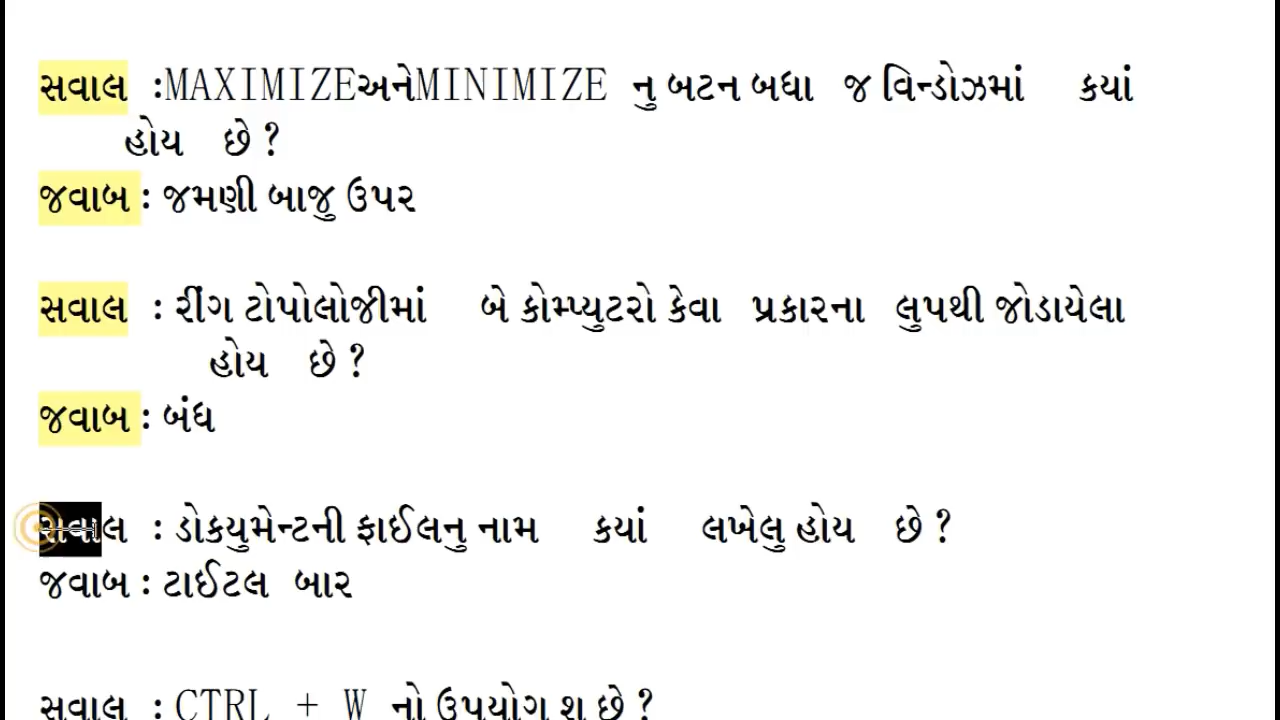 સવાલ :MAXIMIZEઅનેMINIMIZE નુ બટન બધા જ વિન્ડોઝમાં કયાં
હોય છે ?
જવાબ : જમણી બાજુ ઉપર
સવાલ : રીંગ ટોપોલોજીમાં બે કોમ્પ્યુટરો કેવા પ્રકારના લુપથી જોડાયેલા
હોય છે ?
જવાબ : બંધ
સવાલ : ડોકયુમેન્ટની ફાઈલનુ નામ કયાં લખેલુ હોય છે ?
જવાબ : ટાઈટલ બાર
સવાલ : CTRL + W નો ઉપયોગ શ છે ?